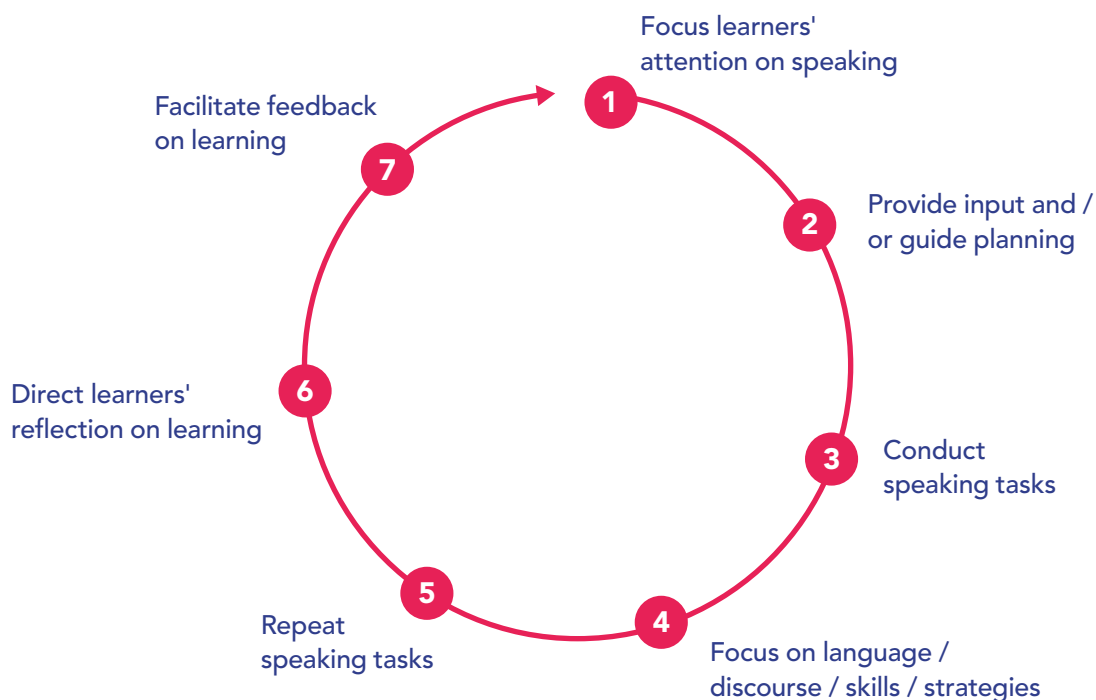 1
Focus learners'
attention on speaking
2
Provide input and /
or guide planning
3
Conduct
speaking tasks
4
Focus on language /
discourse / skills / strategies
5
Repeat
speaking tasks
6
Direct learners'
reflection on learning
7
Facilitate feedback
on learning